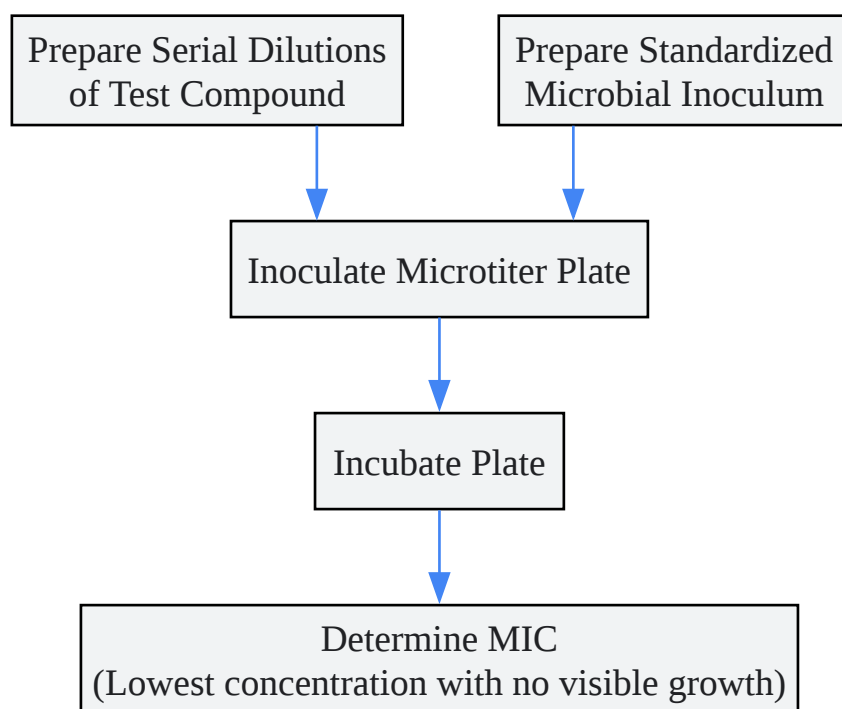 Prepare Serial Dilutions
of Test Compound
Prepare Standardized
Microbial Inoculum
Inoculate Microtiter Plate
Incubate Plate
Determine MIC
(Lowest concentration with no visible growth)